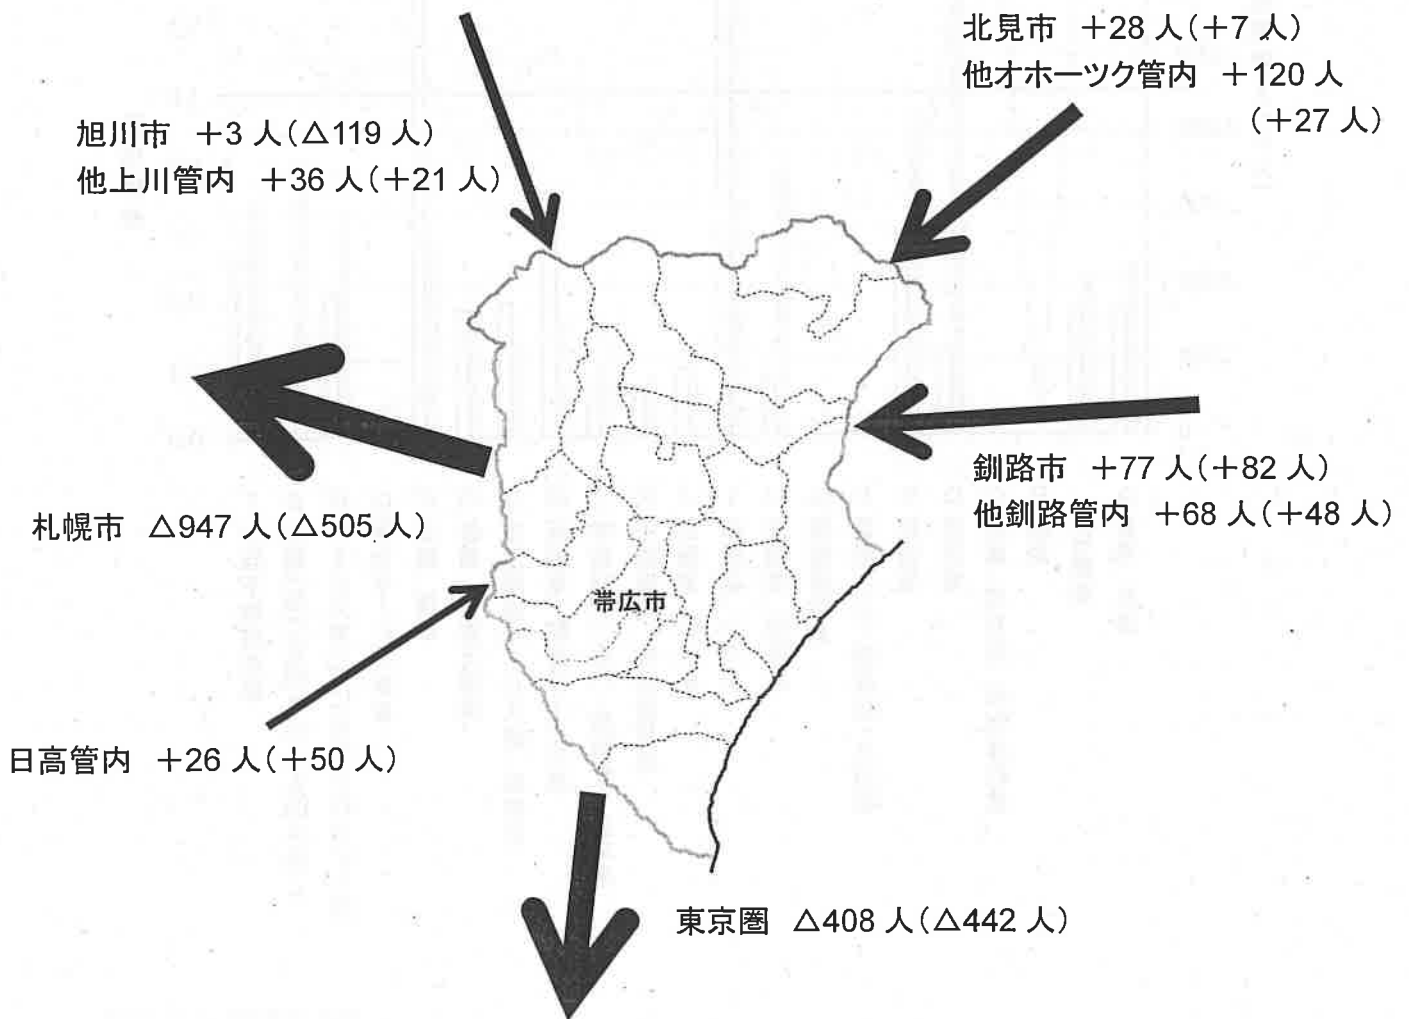 北見市 +28 人(+7 人)
他オホーツク管内 +120 人
(+27 人)
旭川市 +3 人(△119 人)
他上川管内 +36 人(+21 人)
釧路市 +77 人(+82 人)
他釧路管内 +68 人(+48 人)
札幌市 △947 人(△505 人)
帯広市
日高管内 +26 人(+50 人)
東京圏 △408 人(△442 人)